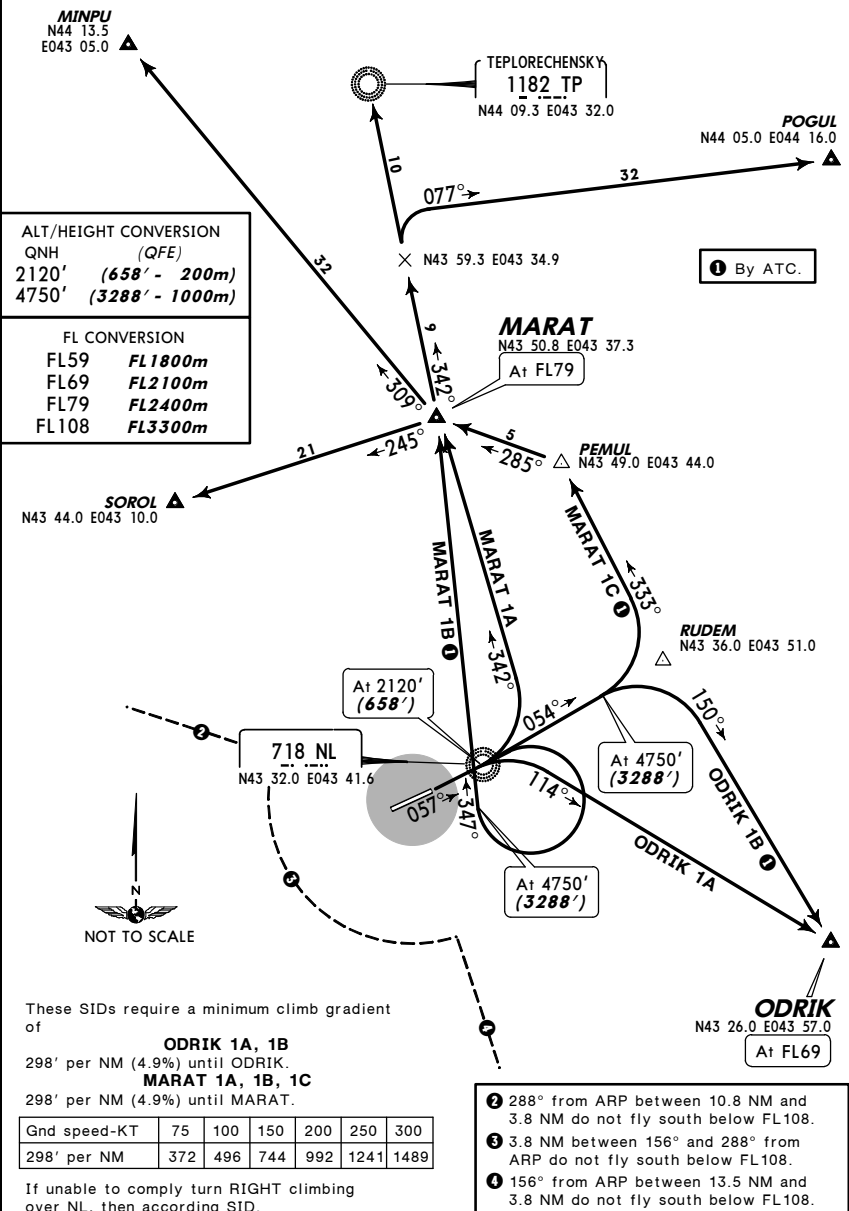 MINPU
N44 13.5
E043 05.0
TEPLORECHENSKY
1182 TP
N44 09.3 E043 32.0
POGUL
N44 05.0 E044 16.0
10
077°
32
ALT/HEIGHT CONVERSION
QNH (QFE)
2120' (658' - 200m)
4750' (3288' - 1000m)
FL CONVERSION
FL59 FL1800m
FL69 FL2100m
FL79 FL2400m
FL108 FL3300m
32
N43 59.3 E043 34.9
1 By ATC.
MARAT
N43 50.8 E043 37.3
At FL79
9
342°
309°
245°
21
5
285°
PEMUL
N43 49.0 E043 44.0
SOROL
N43 44.0 E043 10.0
MARAT 1B 1
MARAT 1A
MARAT 1C 1
333°
342°
RUDEM
N43 36.0 E043 51.0
At 2120'
(658')
054°
150°
2
718 NL
N43 32.0 E043 41.6
At 4750'
(3288')
057°
347°
114°
ODRIK 1B 1
ODRIK 1A
At 4750'
(3288')
3
N
NOT TO SCALE
4
ODRIK
N43 26.0 E043 57.0
At FL69
These SIDs require a minimum climb gradient
of
ODRIK 1A, 1B
298' per NM (4.9%) until ODRIK.
MARAT 1A, 1B, 1C
298' per NM (4.9%) until MARAT.
Gnd speed-KT 75 100 150 200 250 300
298' per NM 372 496 744 992 1241 1489
If unable to comply turn RIGHT climbing
over NL, then according SID.
2 288° from ARP between 10.8 NM and
3.8 NM do not fly south below FL108.
3 3.8 NM between 156° and 288° from
ARP do not fly south below FL108.
4 156° from ARP between 13.5 NM and
3.8 NM do not fly south below FL108.